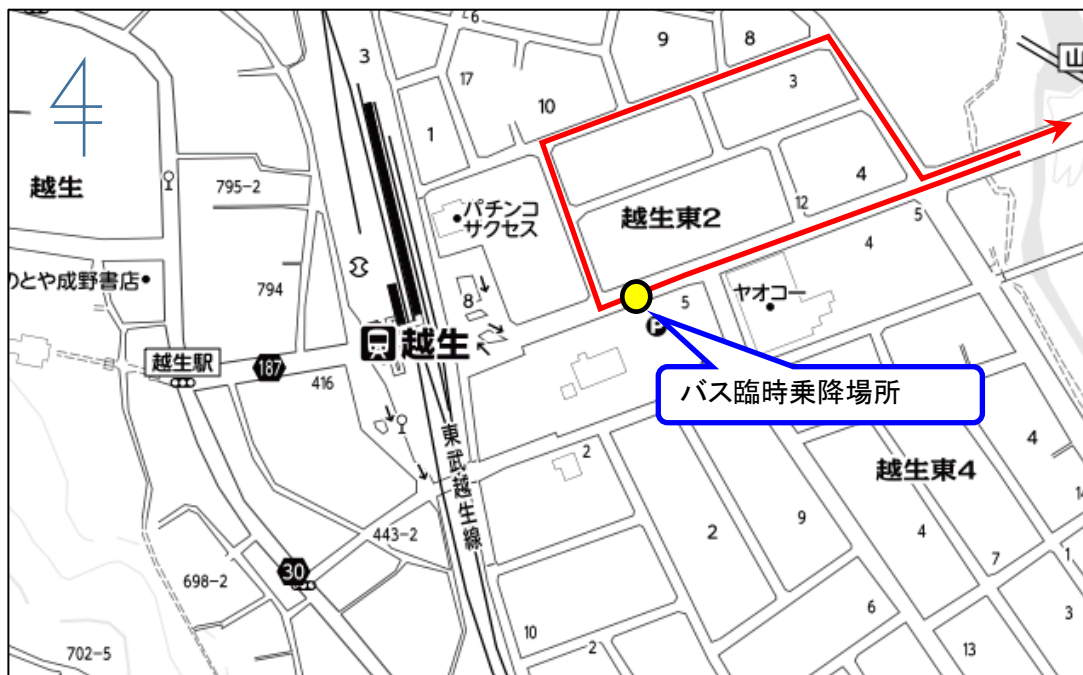 6
9
8
山
3
17
3
10
1
越生
795-2
4
パチンコ
サクセス
越生東2
12
5
4
のとや成野書店
794
8
5
ヤオコー
P
越生
越生駅
187
416
バス臨時乗降場所
東武越生線
2
越生東4
4
14
443-2
2
9
4
30
7
1
698-2
6
3
10
2
13
702-5